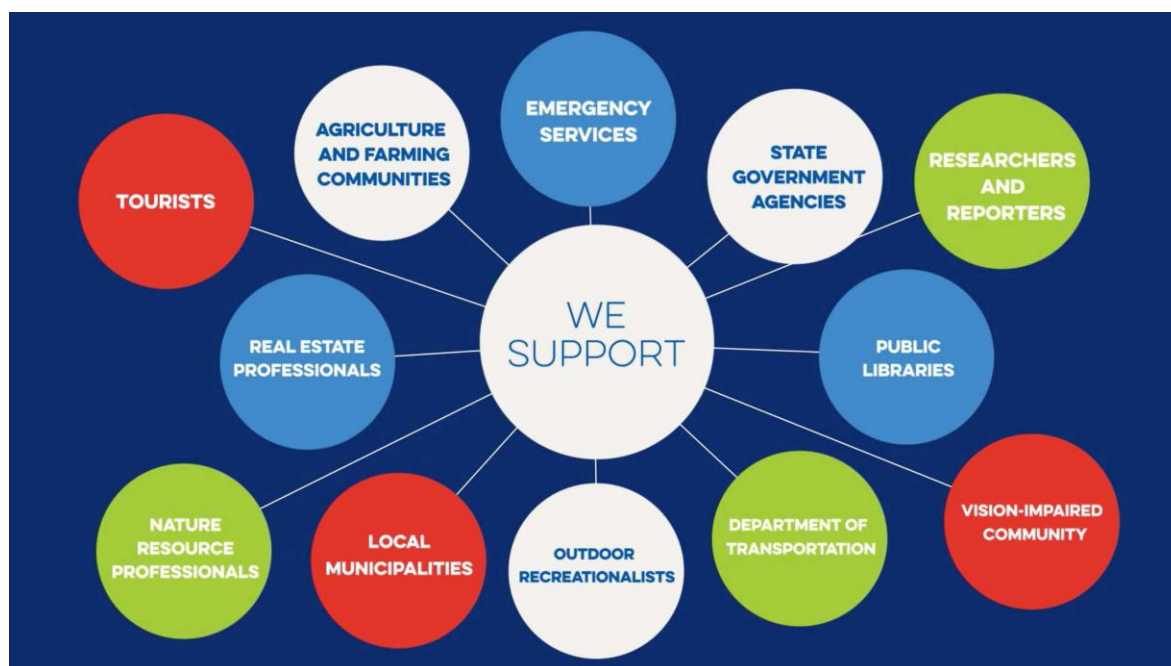 EMERGENCY
SERVICES
AGRICULTURE
AND FARMING
COMMUNITIES
STATE
GOVERNMENT
AGENCIES
RESEARCHERS
AND
REPORTERS
TOURISTS
WE
SUPPORT
REAL ESTATE
PROFESSIONALS
PUBLIC
LIBRARIES
NATURE
RESOURCE
PROFESSIONALS
LOCAL
MUNICIPALITIES
OUTDOOR
RECREATIONALISTS
DEPARTMENT OF
TRANSPORTATION
VISION-IMPAIRED
COMMUNITY